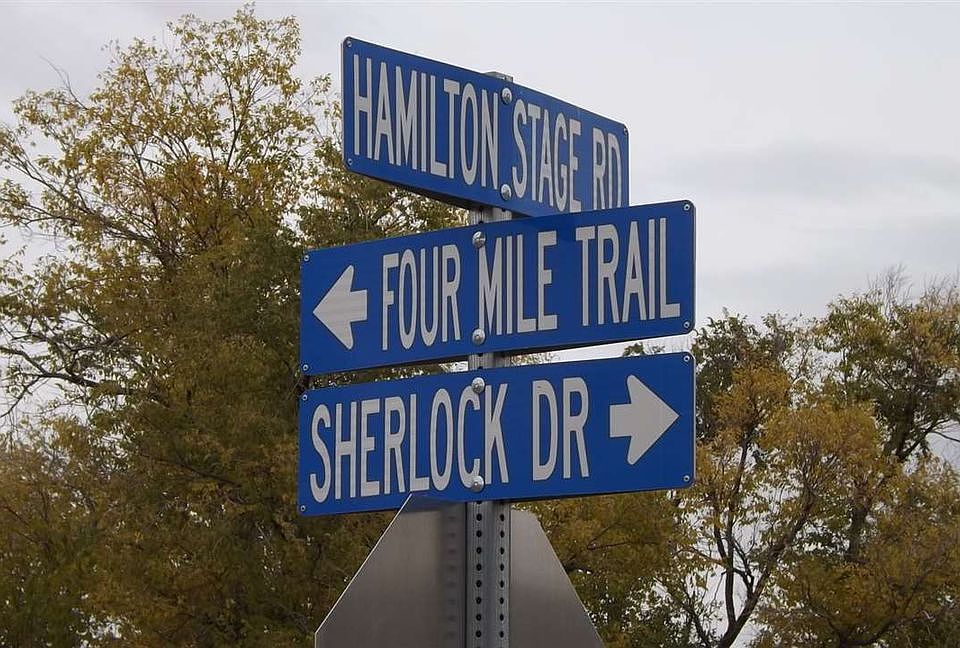 HAMILTON STAGE RD
FOUR MILE TRAIL
SHERLOCK DR